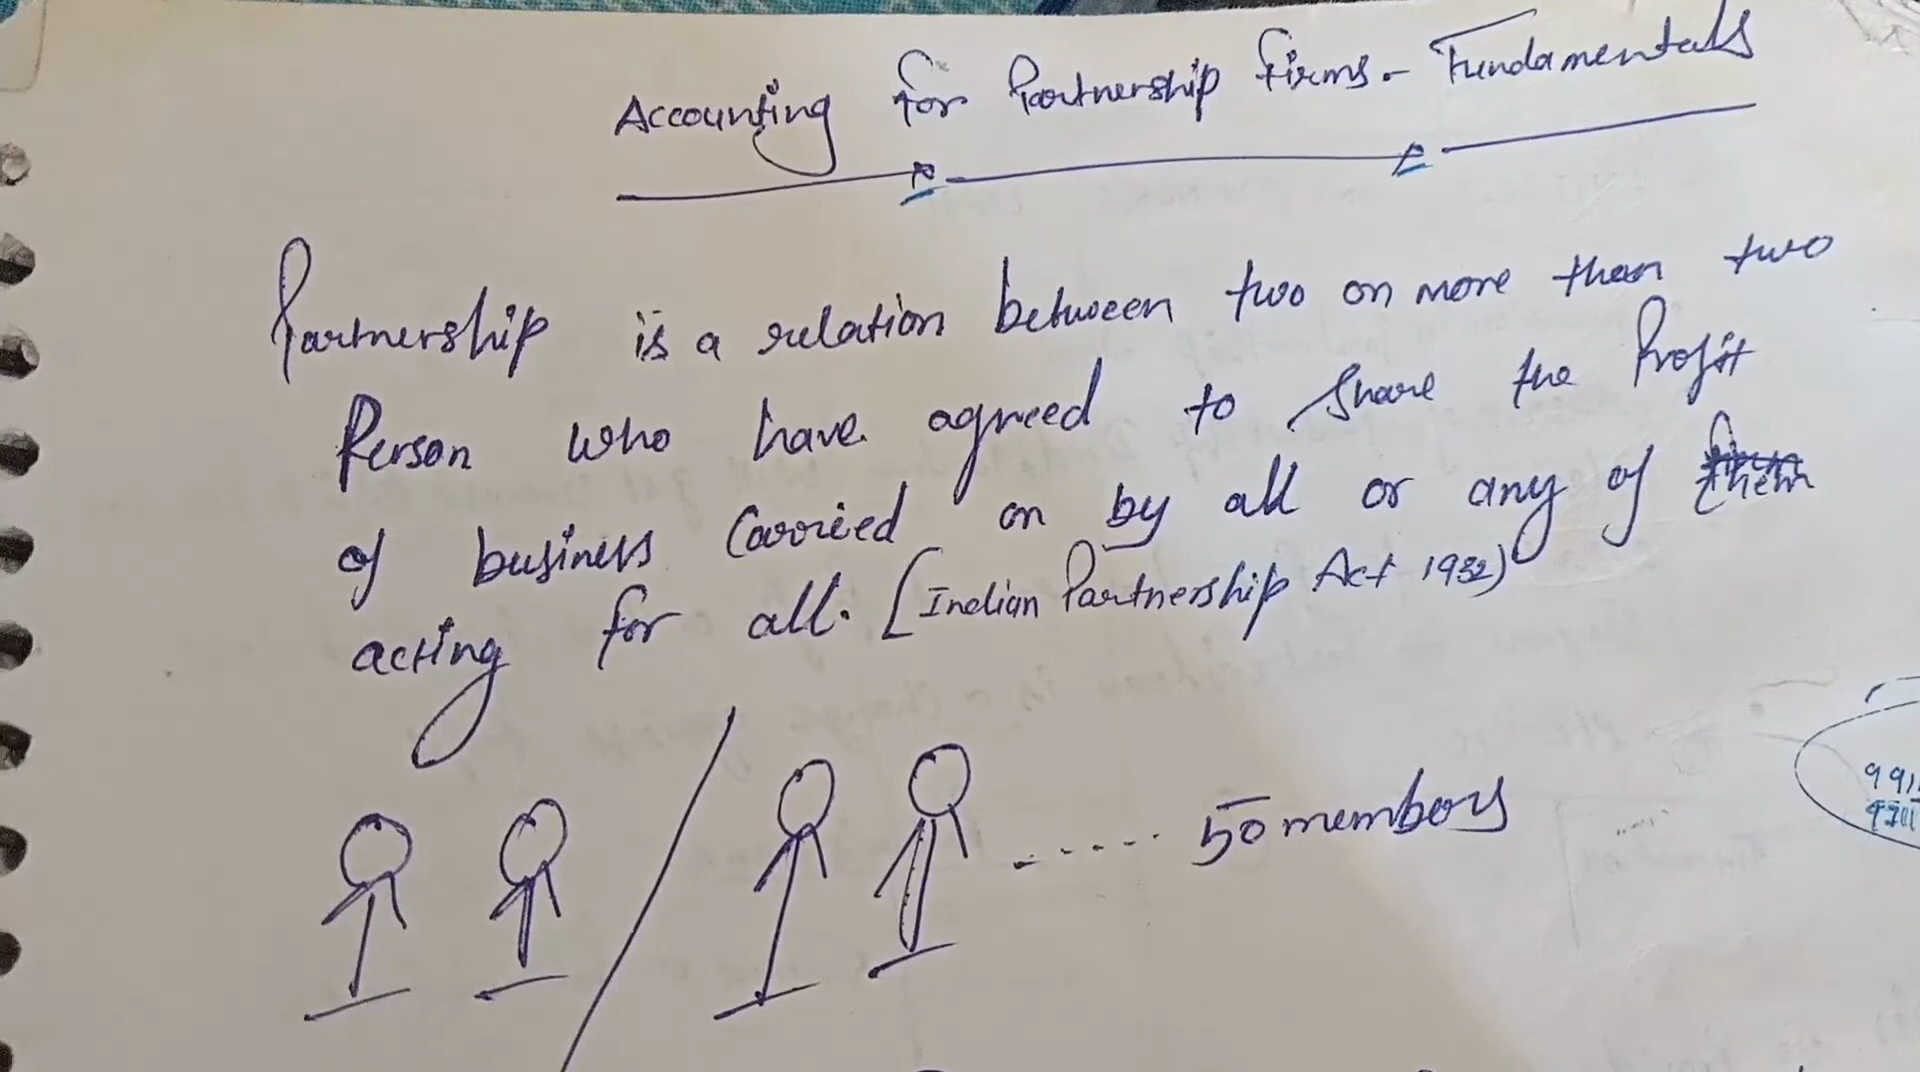 Accounting for Partnership Firms - Fundamentals
Partnership is a relation between two on more than two
Person who have agreed to share the Profit
of business Carried on by all or any of them
acting for all. [Indian Partnership Act 1932)
..... 50 members